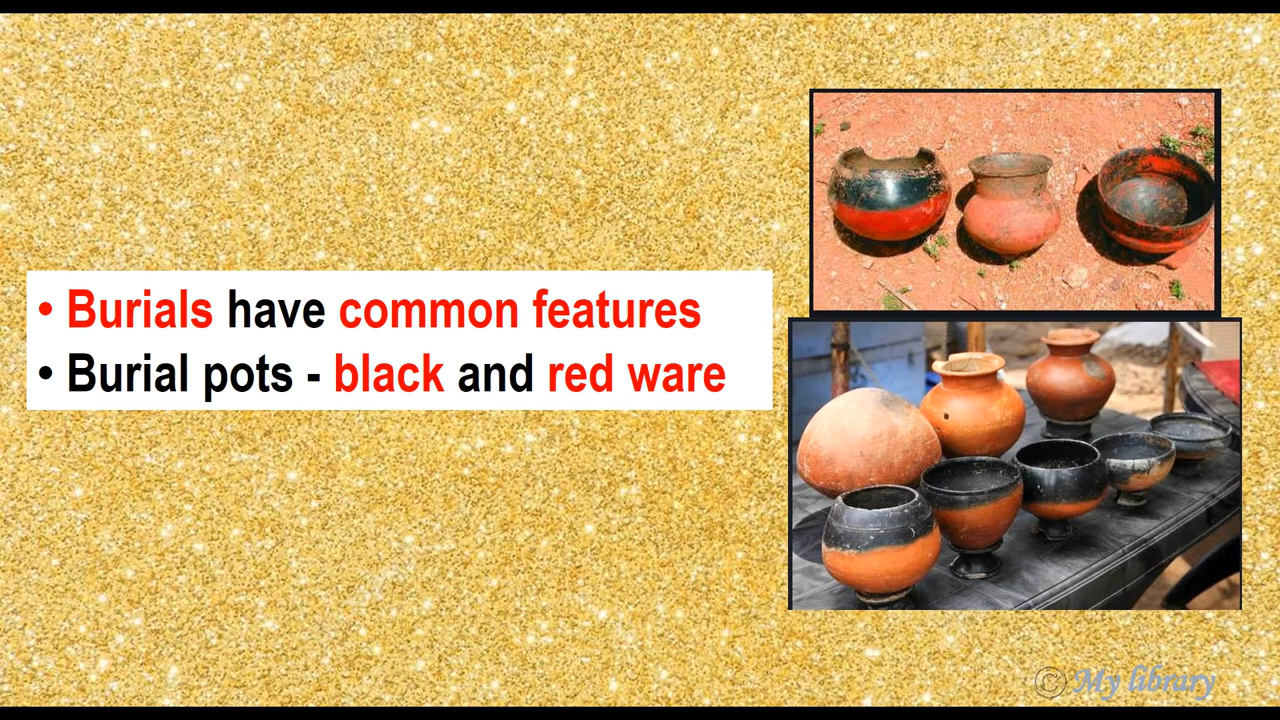 • Burials have common features
• Burial pots - black and red ware
© My library